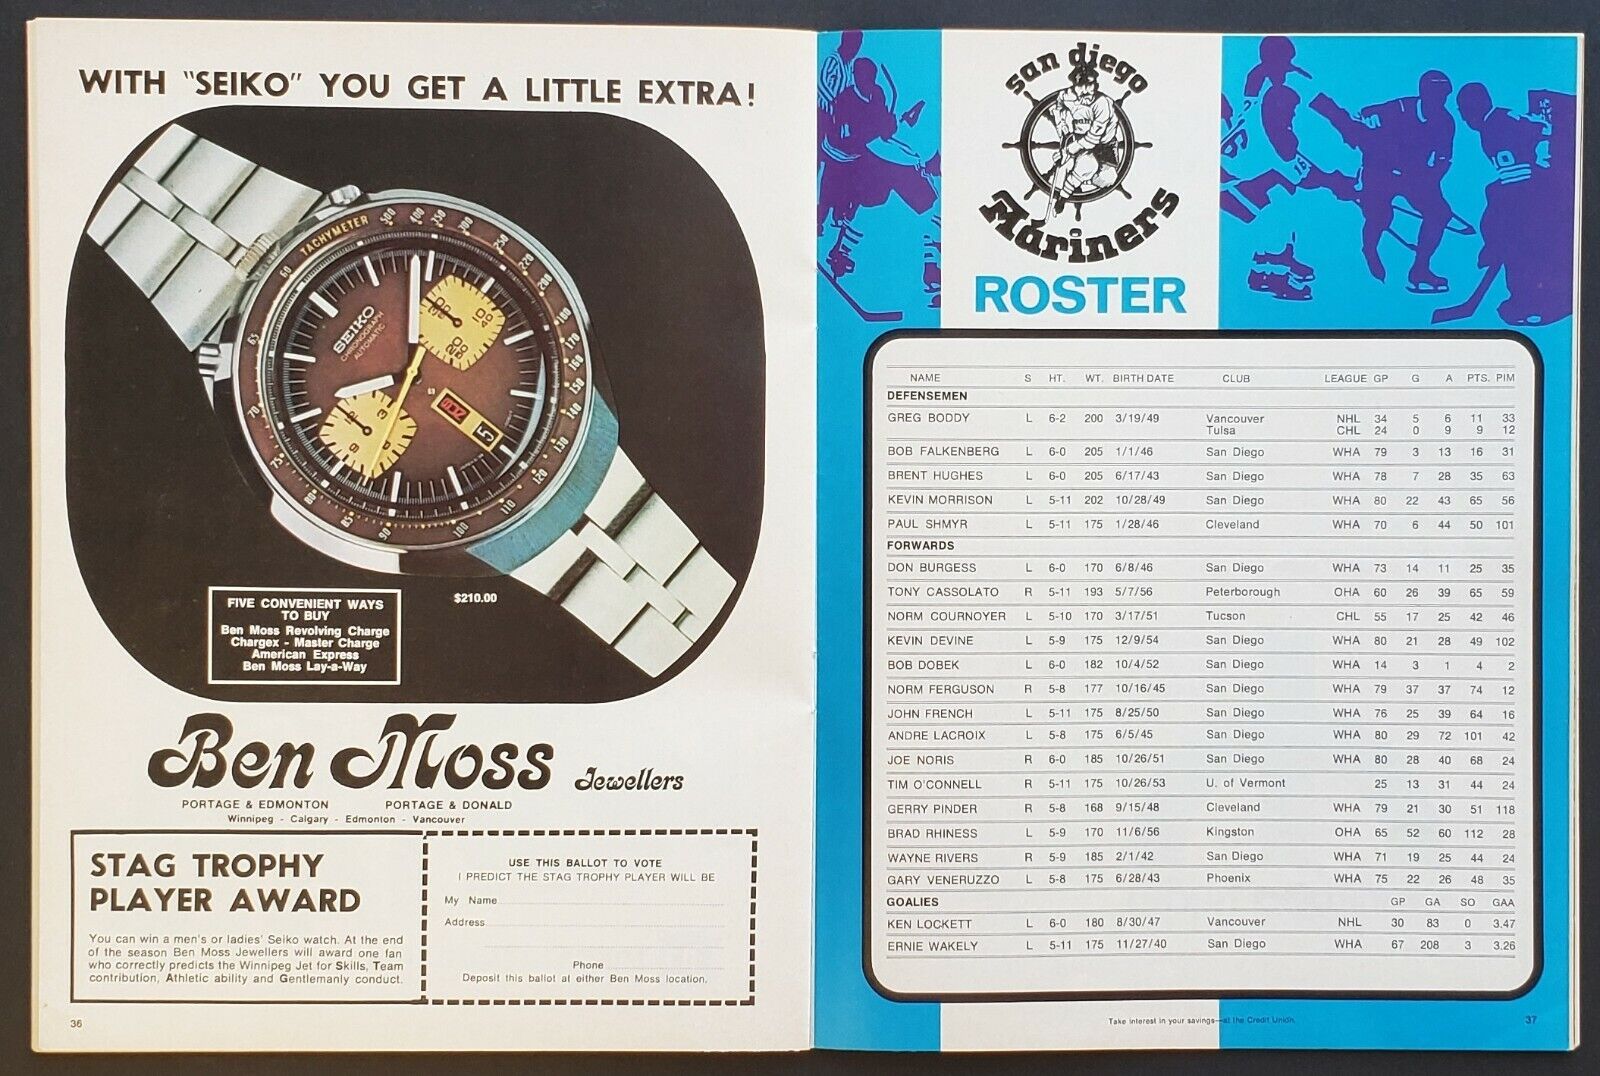 WITH "SEIKO" YOU GET A LITTLE EXTRA!
TACHYMETER 500 400 350 300 250 220 200 180 170 160 150 140 130 120 110 100 90 85 80 75 70 65 60
SEIKO
CHRONOGRAPH
AUTOMATIC
5
$210.00
FIVE CONVENIENT WAYS
TO BUY
Ben Moss Revolving Charge
Chargex - Master Charge
American Express
Ben Moss Lay-a-Way
Ben Moss Jewellers
PORTAGE & EDMONTON PORTAGE & DONALD
Winnipeg - Calgary - Edmonton - Vancouver
STAG TROPHY
PLAYER AWARD
You can win a men's or ladies' Seiko watch. At the end
of the season Ben Moss Jewellers will award one fan
who correctly predicts the Winnipeg Jet for Skills, Team
contribution, Athletic ability and Gentlemanly conduct.
USE THIS BALLOT TO VOTE
I PREDICT THE STAG TROPHY PLAYER WILL BE
My Name
Address
Phone
Deposit this ballot at either Ben Moss location.
36
san diego
Mariners
ROSTER
NAME S HT. WT. BIRTH DATE CLUB LEAGUE GP G A PTS. PIM
DEFENSEMEN
GREG BODDY L 6-2 200 3/19/49 Vancouver NHL 34 5 6 11 33
Tulsa CHL 24 0 9 9 12
BOB FALKENBERG L 6-0 205 1/1/46 San Diego WHA 79 3 13 16 31
BRENT HUGHES L 6-0 205 6/17/43 San Diego WHA 78 7 28 35 63
KEVIN MORRISON L 5-11 202 10/28/49 San Diego WHA 80 22 43 65 56
PAUL SHMYR L 5-11 175 1/28/46 Cleveland WHA 70 6 44 50 101
FORWARDS
DON BURGESS L 6-0 170 6/8/46 San Diego WHA 73 14 11 25 35
TONY CASSOLATO R 5-11 193 5/7/56 Peterborough OHA 60 26 39 65 59
NORM COURNOYER L 5-10 170 3/17/51 Tucson CHL 55 17 25 42 46
KEVIN DEVINE L 5-9 175 12/9/54 San Diego WHA 80 21 28 49 102
BOB DOBEK L 6-0 182 10/4/52 San Diego WHA 14 3 1 4 2
NORM FERGUSON R 5-8 177 10/16/45 San Diego WHA 79 37 37 74 12
JOHN FRENCH L 5-11 175 8/25/50 San Diego WHA 76 25 39 64 16
ANDRE LACROIX L 5-8 175 6/5/45 San Diego WHA 80 29 72 101 42
JOE NORIS R 6-0 185 10/26/51 San Diego WHA 80 28 40 68 24
TIM O'CONNELL R 5-11 175 10/26/53 U. of Vermont 25 13 31 44 24
GERRY PINDER R 5-8 168 9/15/48 Cleveland WHA 79 21 30 51 118
BRAD RHINESS L 5-9 170 11/6/56 Kingston OHA 65 52 60 112 28
WAYNE RIVERS R 5-9 185 2/1/42 San Diego WHA 71 19 25 44 24
GARY VENERUZZO L 5-8 175 6/28/43 Phoenix WHA 75 22 26 48 35
GOALIES GP GA SO GAA
KEN LOCKETT L 6-0 180 8/30/47 Vancouver NHL 30 83 0 3.47
ERNIE WAKELY L 5-11 175 11/27/40 San Diego WHA 67 208 3 3.26
Take interest in your savings—at the Credit Union.
37